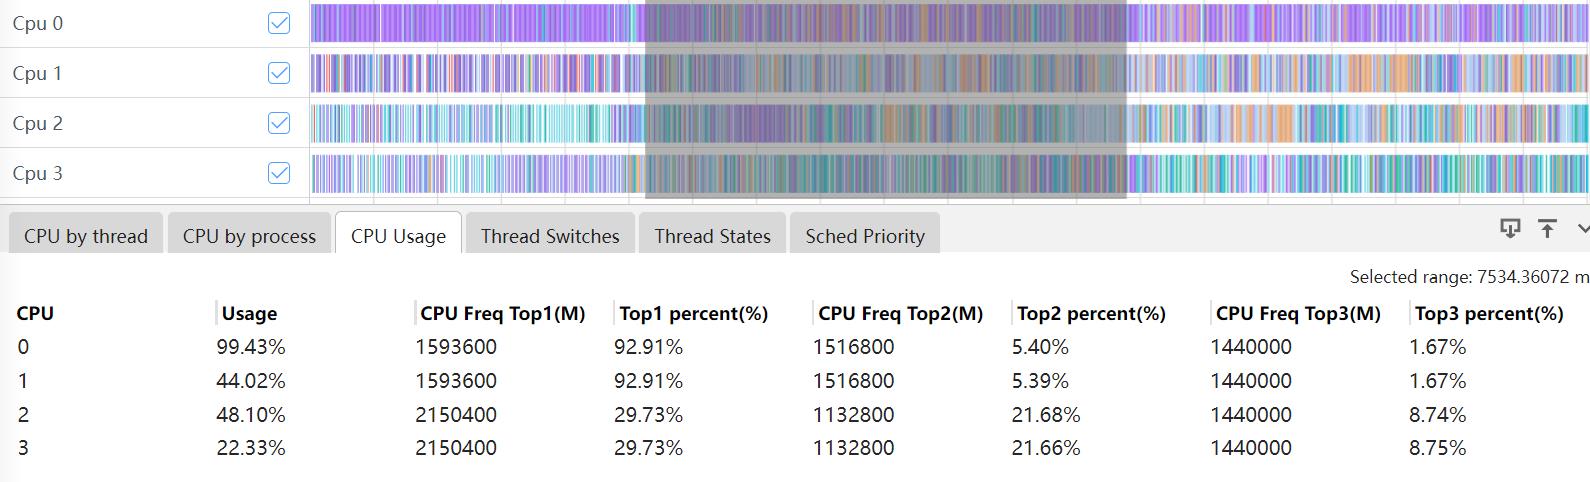 Cpu 0
Cpu 1
Cpu 2
Cpu 3
CPU by thread CPU by process CPU Usage Thread Switches Thread States Sched Priority
Selected range: 7534.36072 m
CPU Usage CPU Freq Top1(M) Top1 percent(%) CPU Freq Top2(M) Top2 percent(%) CPU Freq Top3(M) Top3 percent(%)
0 99.43% 1593600 92.91% 1516800 5.40% 1440000 1.67%
1 44.02% 1593600 92.91% 1516800 5.39% 1440000 1.67%
2 48.10% 2150400 29.73% 1132800 21.68% 1440000 8.74%
3 22.33% 2150400 29.73% 1132800 21.66% 1440000 8.75%